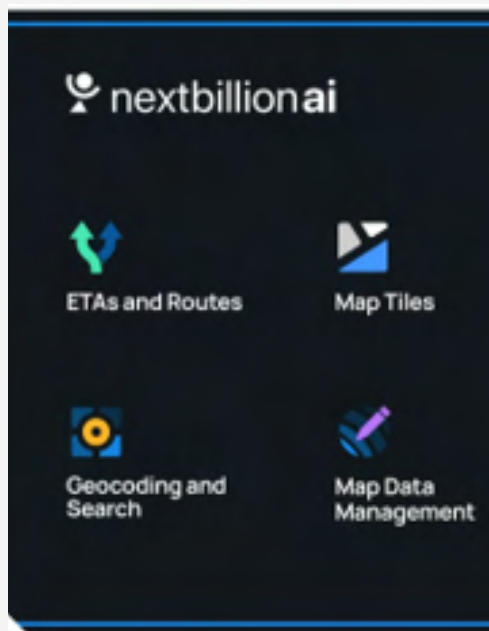 nextbillionai
ETAs and Routes
Map Tiles
Geocoding and
Search
Map Data
Management